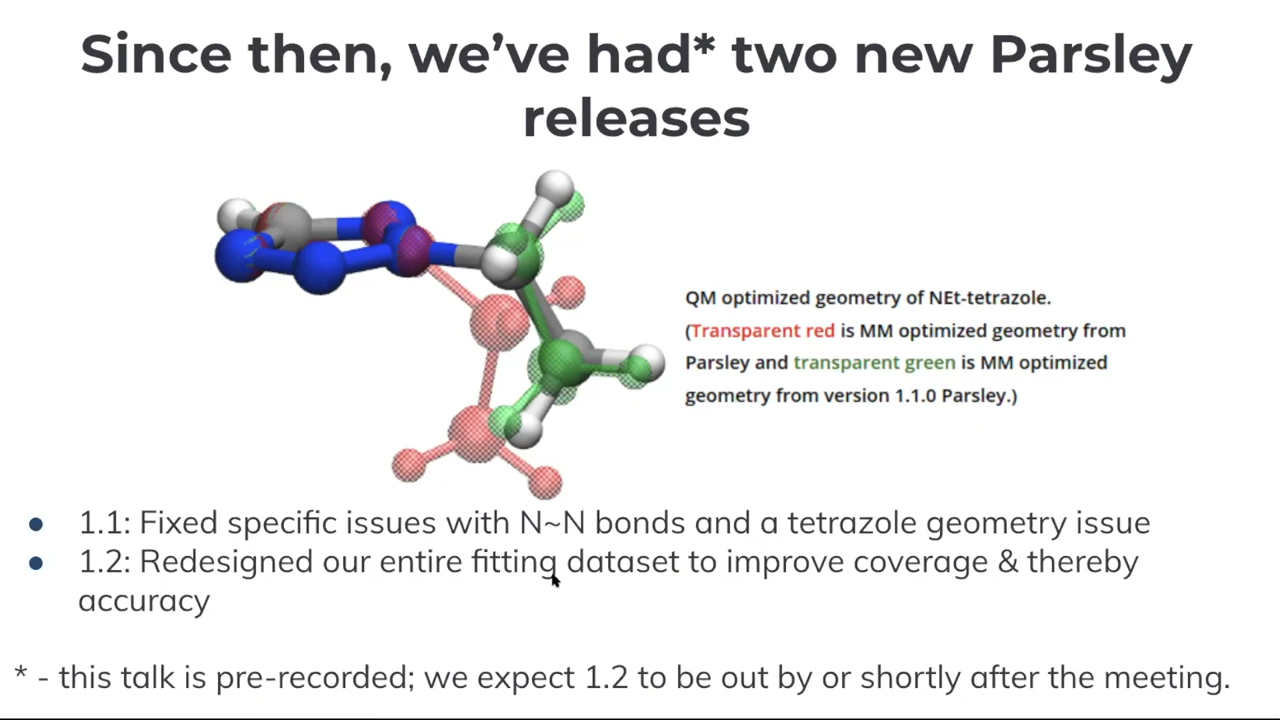 Since then, we’ve had* two new Parsley
releases
QM optimized geometry of NEt-tetrazole.
(Transparent red is MM optimized geometry from
Parsley and transparent green is MM optimized
geometry from version 1.1.0 Parsley.)
● 1.1: Fixed specific issues with N~N bonds and a tetrazole geometry issue
● 1.2: Redesigned our entire fitting dataset to improve coverage & thereby
accuracy
* - this talk is pre-recorded; we expect 1.2 to be out by or shortly after the meeting.